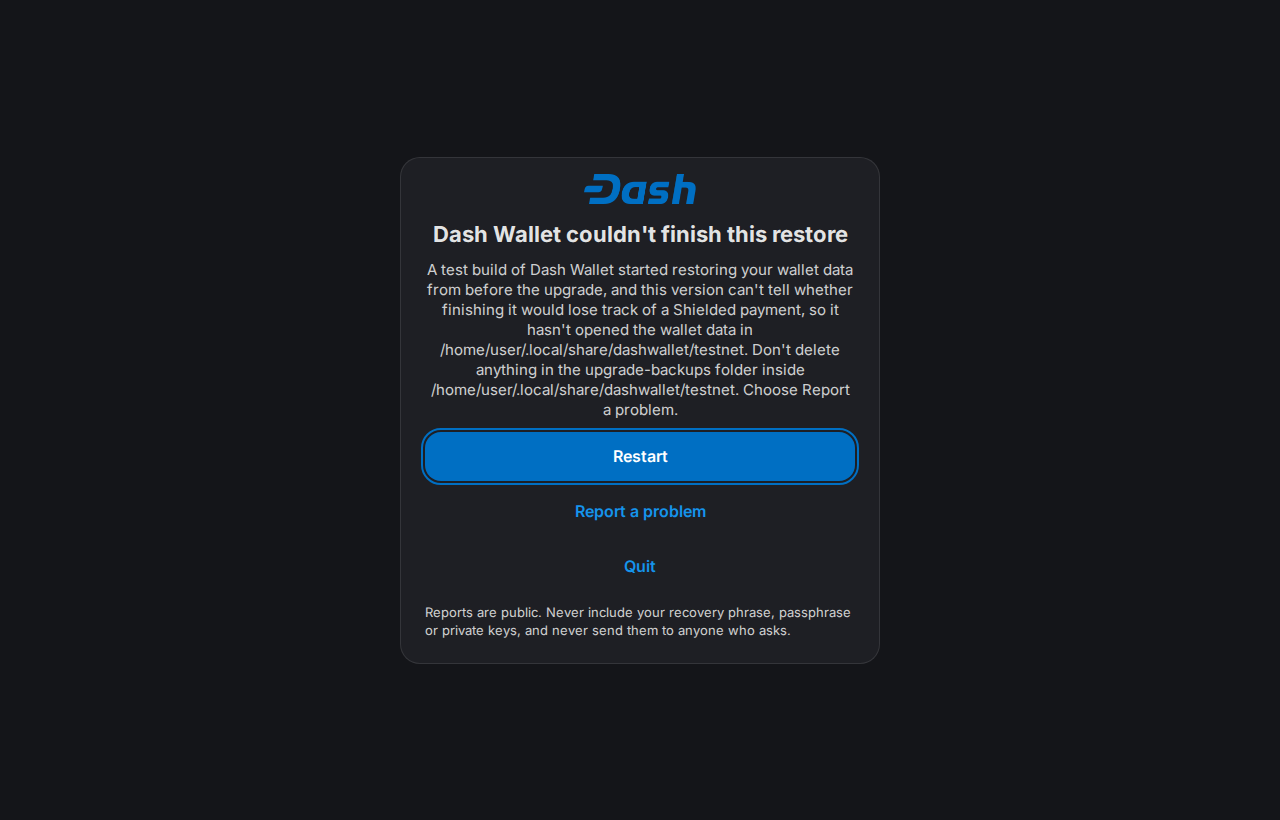 Dash
Dash Wallet couldn't finish this restore
A test build of Dash Wallet started restoring your wallet data
from before the upgrade, and this version can't tell whether
finishing it would lose track of a Shielded payment, so it
hasn't opened the wallet data in
/home/user/.local/share/dashwallet/testnet. Don't delete
anything in the upgrade-backups folder inside
/home/user/.local/share/dashwallet/testnet. Choose Report
a problem.
Restart
Report a problem
Quit
Reports are public. Never include your recovery phrase, passphrase
or private keys, and never send them to anyone who asks.